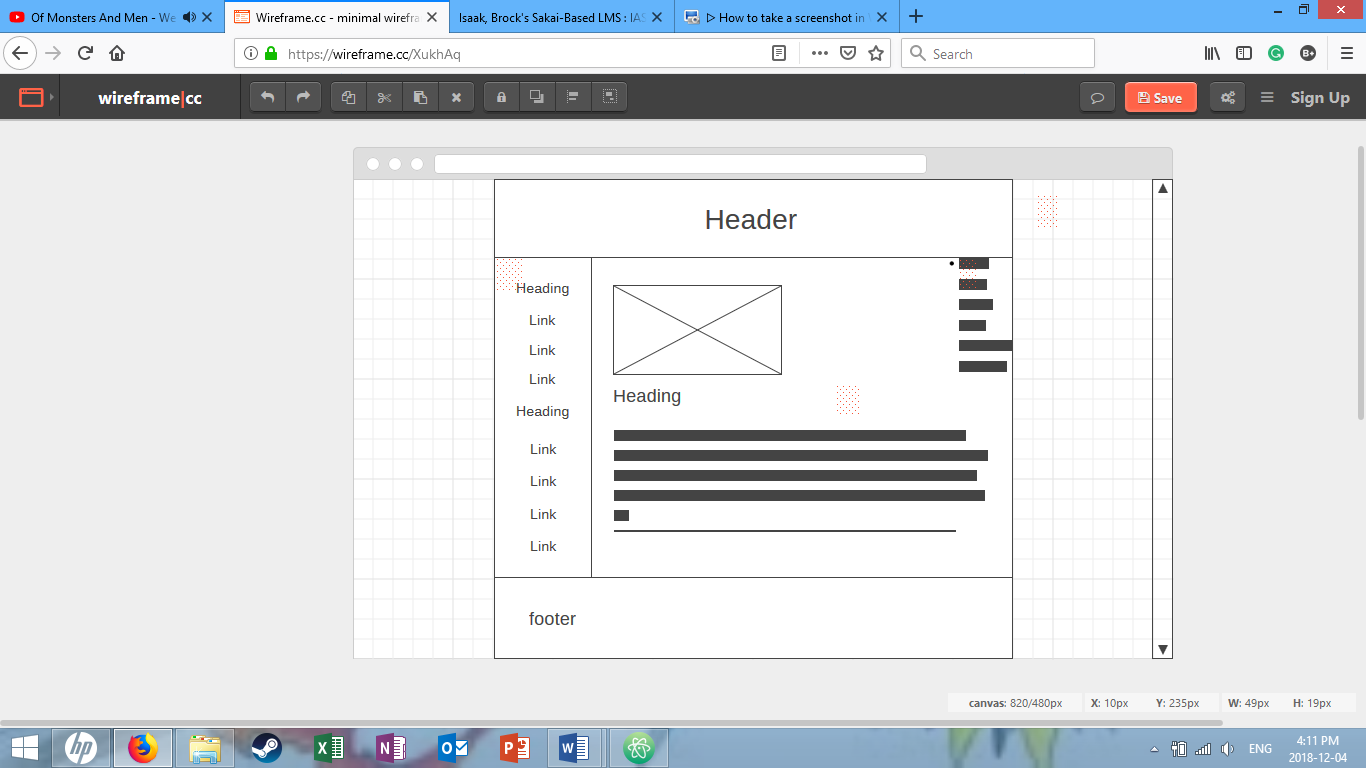 Of Monsters And Men - We
Wireframe.cc - minimal wirefra
Isaak, Brock's Sakai-Based LMS : IAS
▷ How to take a screenshot in
https://wireframe.cc/XukhAq
Search
wireframe|cc
Save
Sign Up
Header
Heading
Link
Link
Link
Heading
Link
Link
Link
Link
Heading
footer
canvas: 820/480px X: 10px Y: 235px W: 49px H: 19px
hp
ENG
4:11 PM
2018-12-04